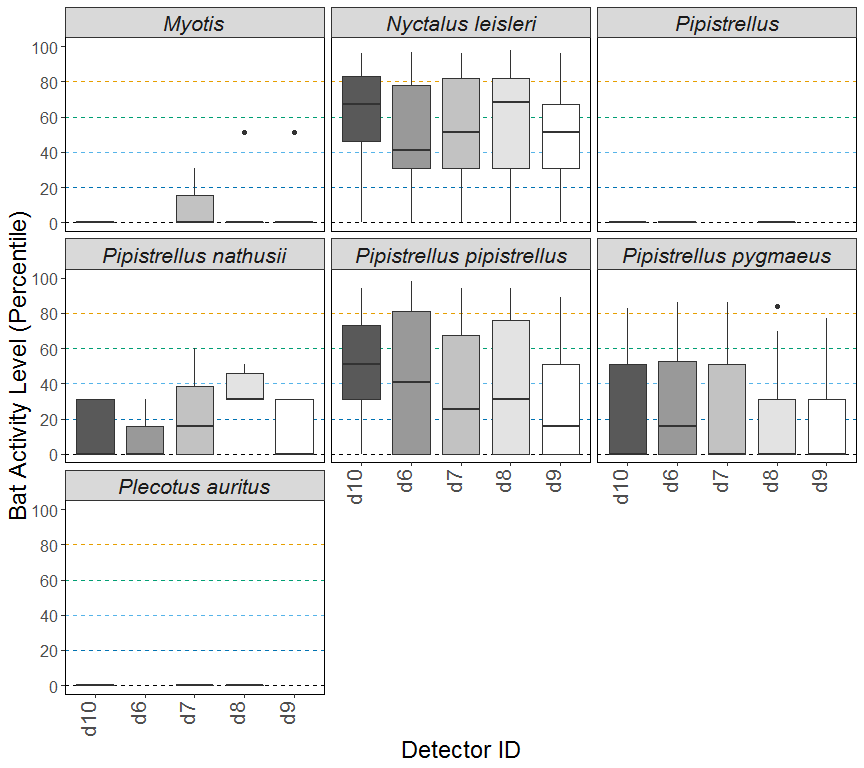 Myotis Nyctalus leisleri Pipistrellus
100
80
60
40
20
0
Pipistrellus nathusii Pipistrellus pipistrellus Pipistrellus pygmaeus
100
80
60
40
20
0
d10 d6 d7 d8 d9 d10 d6 d7 d8 d9
Plecotus auritus
100
80
60
40
20
0
d10 d6 d7 d8 d9
Bat Activity Level (Percentile)
Detector ID